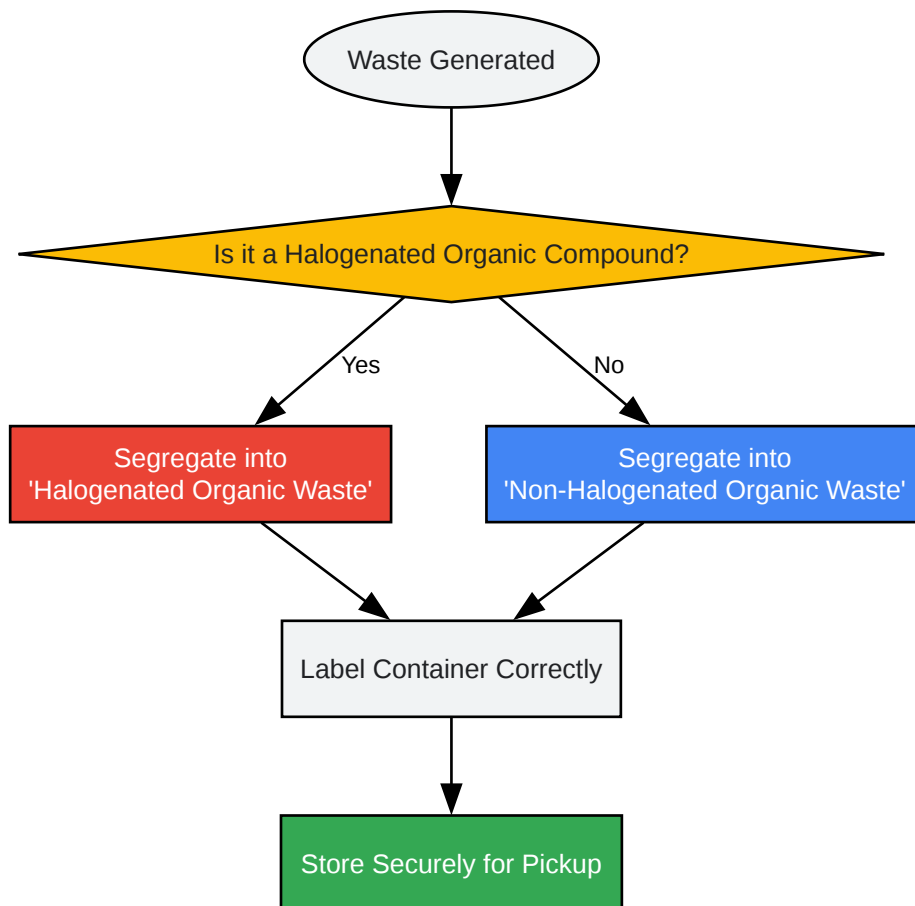 Waste Generated
Is it a Halogenated Organic Compound?
Yes
No
Segregate into
'Halogenated Organic Waste'
Segregate into
'Non-Halogenated Organic Waste'
Label Container Correctly
Store Securely for Pickup